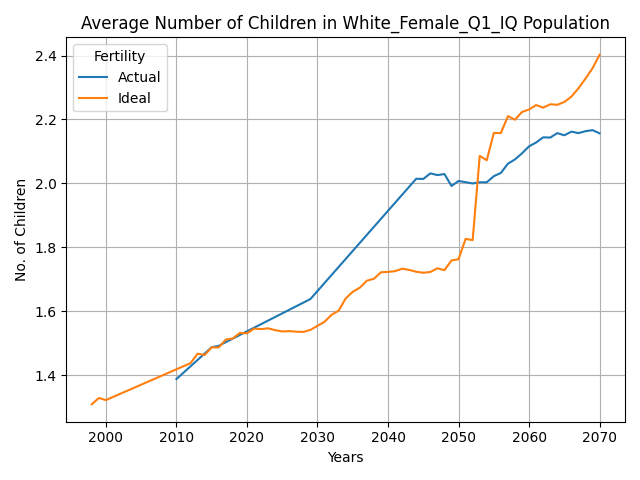 Average Number of Children in White_Female_Q1_IQ Population
Fertility
Actual
Ideal
No. of Children
2.4
2.2
2.0
1.8
1.6
1.4
2000 2010 2020 2030 2040 2050 2060 2070
Years